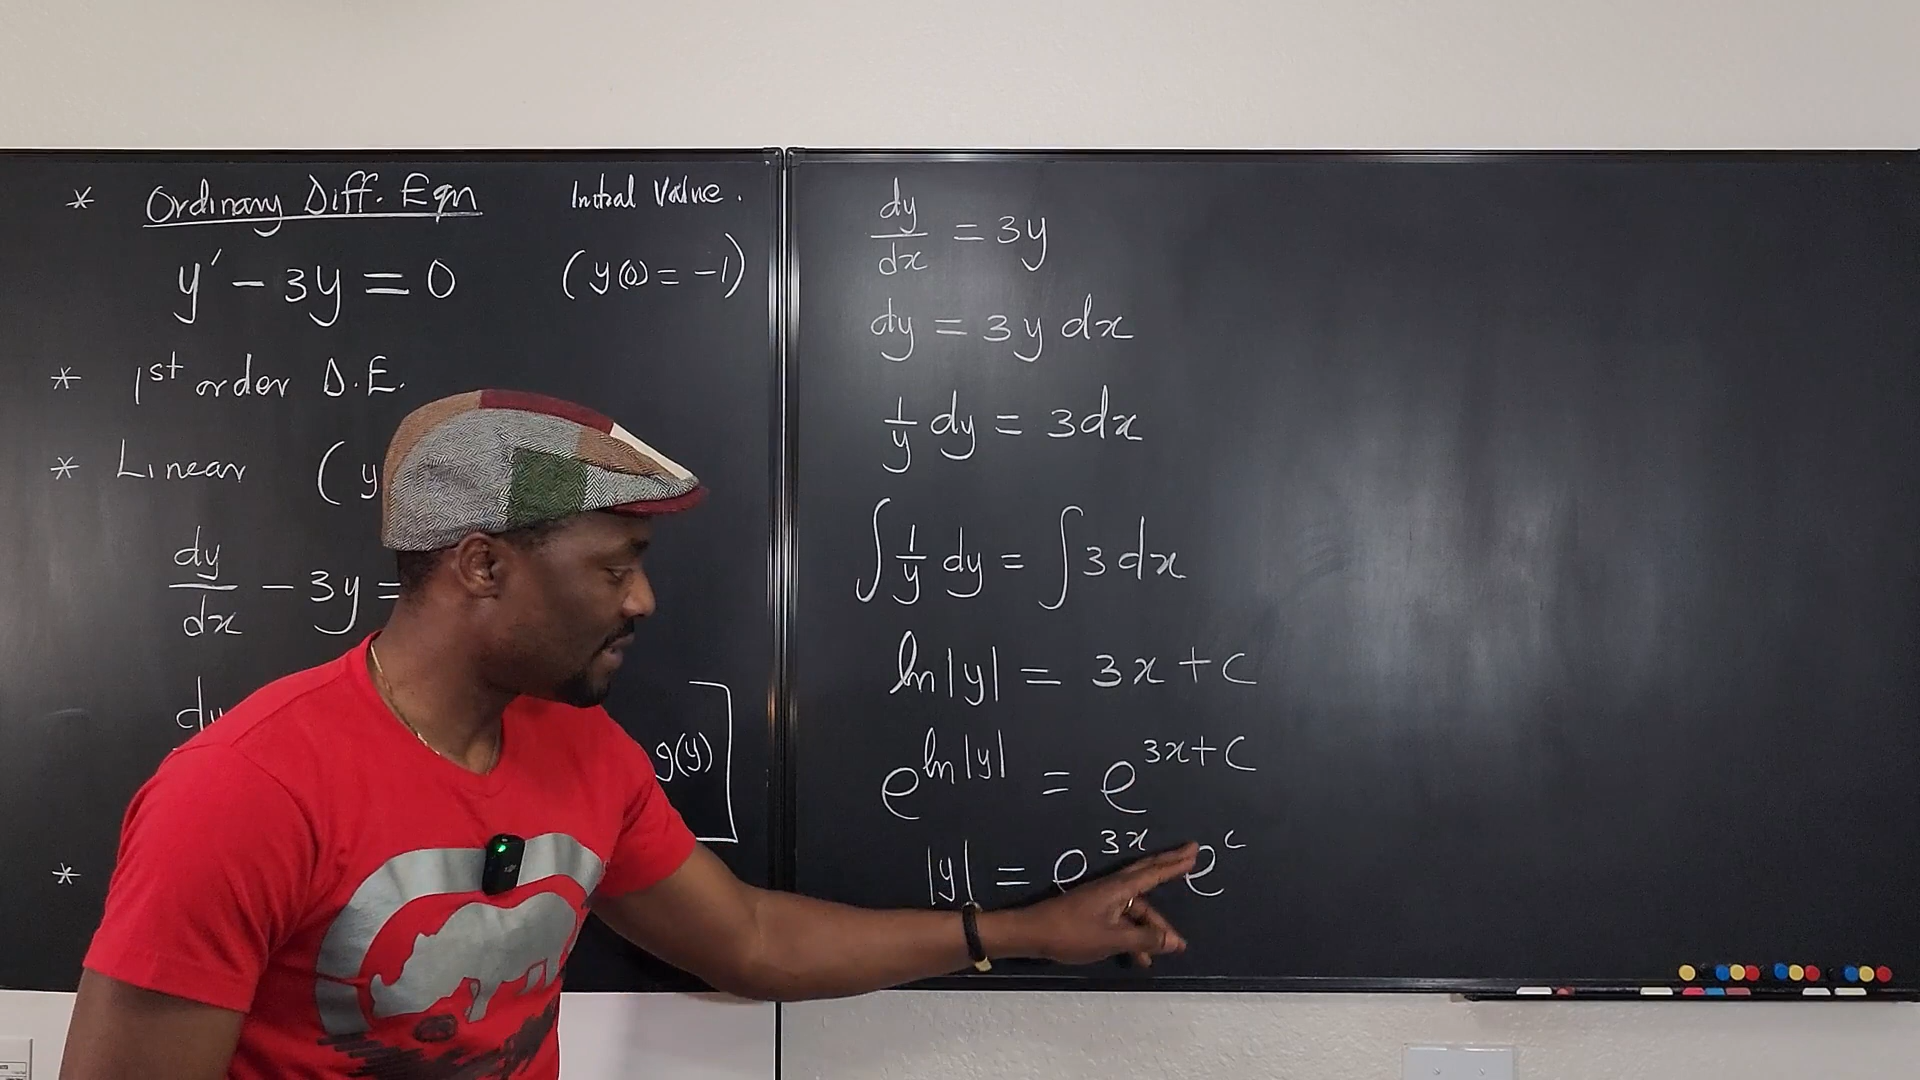 * Ordinary Diff. Eqn Initial Value.
y' - 3y = 0 (y(0) = -1)
* 1st order D.E.
* Linear (y
dy/dx - 3y =
dy
g(y)]
*
dy/dx = 3y
dy = 3y dx
1/y dy = 3dx
∫ 1/y dy = ∫ 3 dx
ln|y| = 3x + C
e^{ln|y|} = e^{3x+C}
|y| = e^{3x} e^{C}